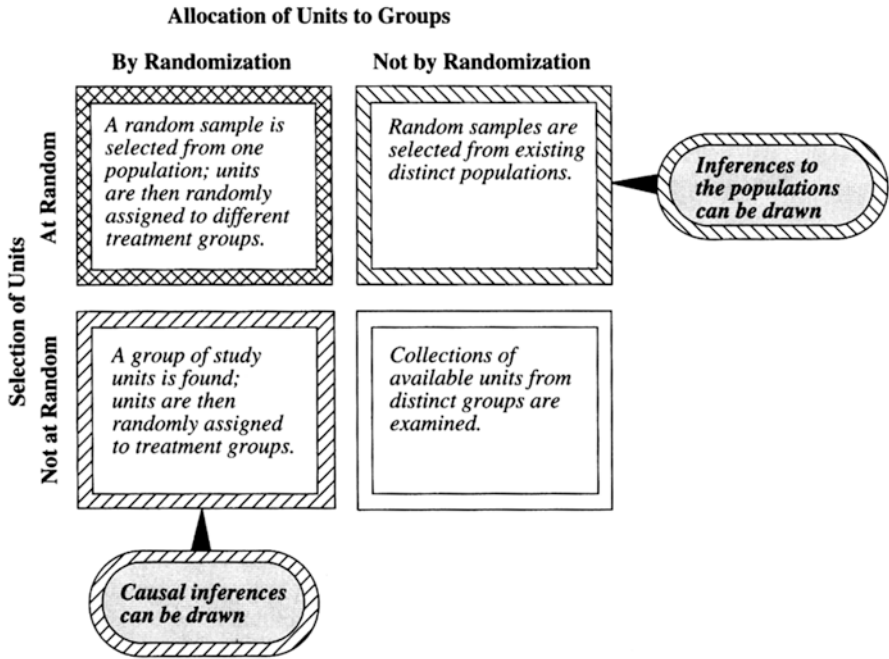 Allocation of Units to Groups
By Randomization
Not by Randomization
Selection of Units
At Random
A random sample is
selected from one
population; units
are then randomly
assigned to different
treatment groups.
Random samples are
selected from existing
distinct populations.
Inferences to
the populations
can be drawn
Not at Random
A group of study
units is found;
units are then
randomly assigned
to treatment groups.
Collections of
available units from
distinct groups are
examined.
Causal inferences
can be drawn